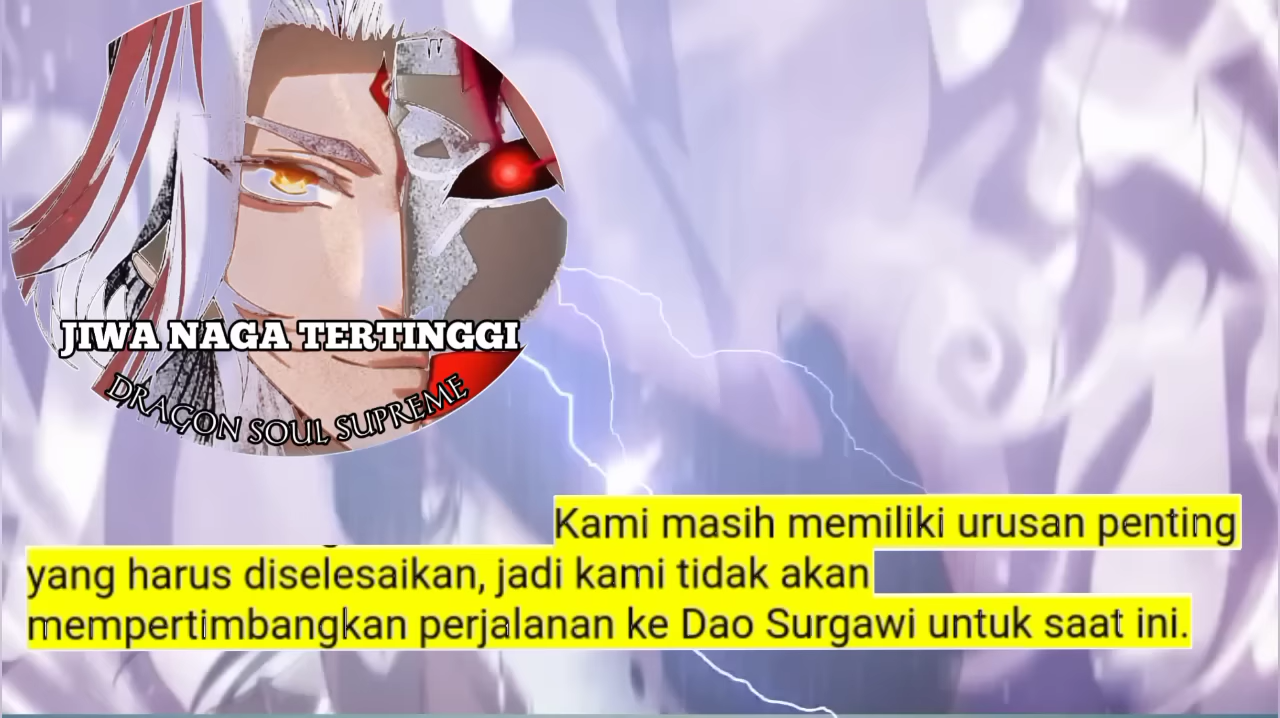 JIWA NAGA TERTINGGI
DRAGON SOUL SUPREME
Kami masih memiliki urusan penting
yang harus diselesaikan, jadi kami tidak akan
mempertimbangkan perjalanan ke Dao Surgawi untuk saat ini.